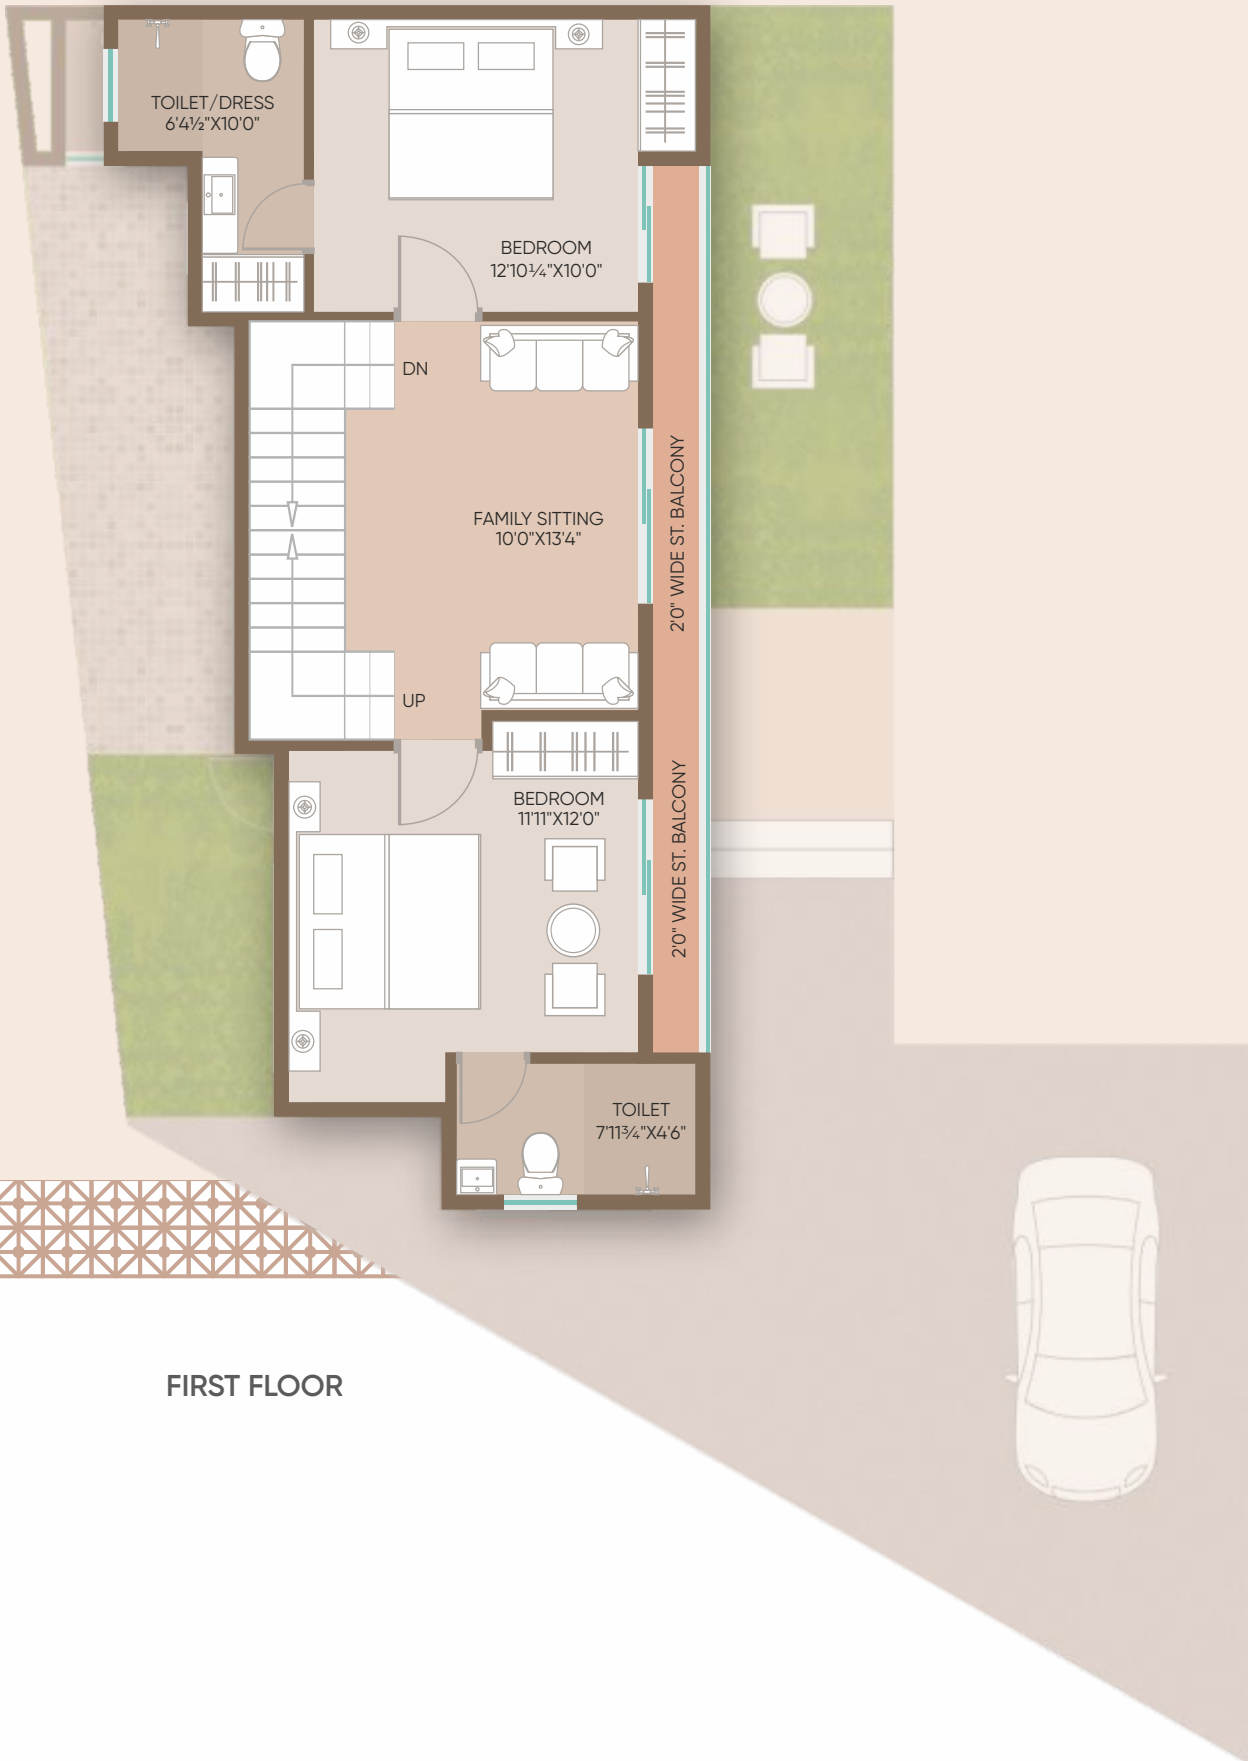 TOILET/DRESS
6'4½"X10'0"
BEDROOM
12'10¼"X10'0"
DN
FAMILY SITTING
10'0"X13'4"
2'0" WIDE ST. BALCONY
UP
BEDROOM
11'11"X12'0"
2'0" WIDE ST. BALCONY
TOILET
7'11¾"X4'6"
FIRST FLOOR